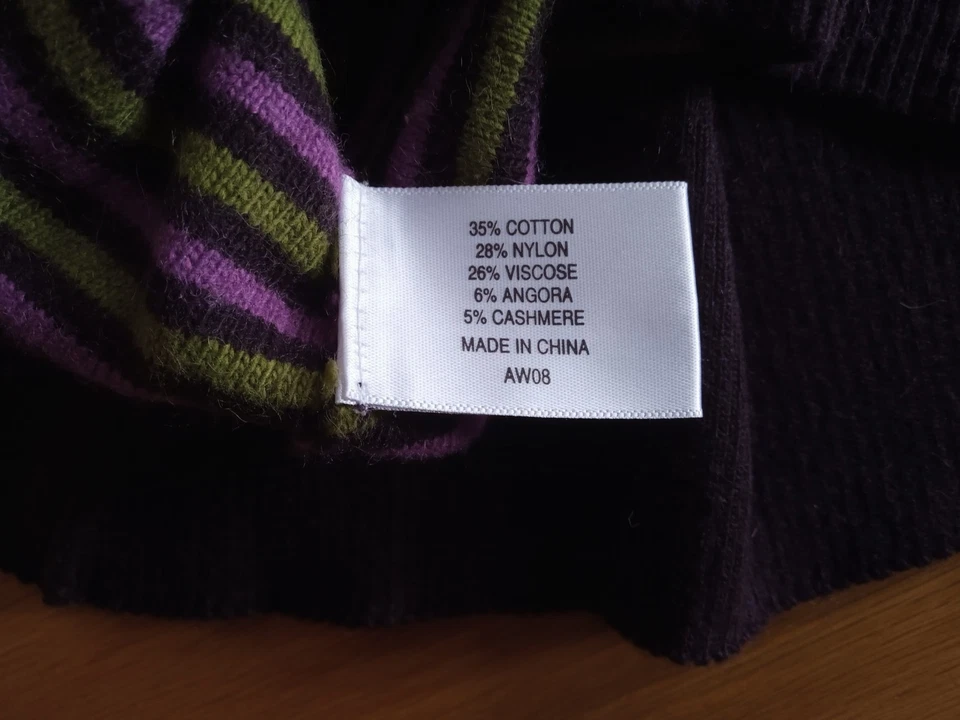 35% COTTON
28% NYLON
26% VISCOSE
6% ANGORA
5% CASHMERE
MADE IN CHINA
AW08